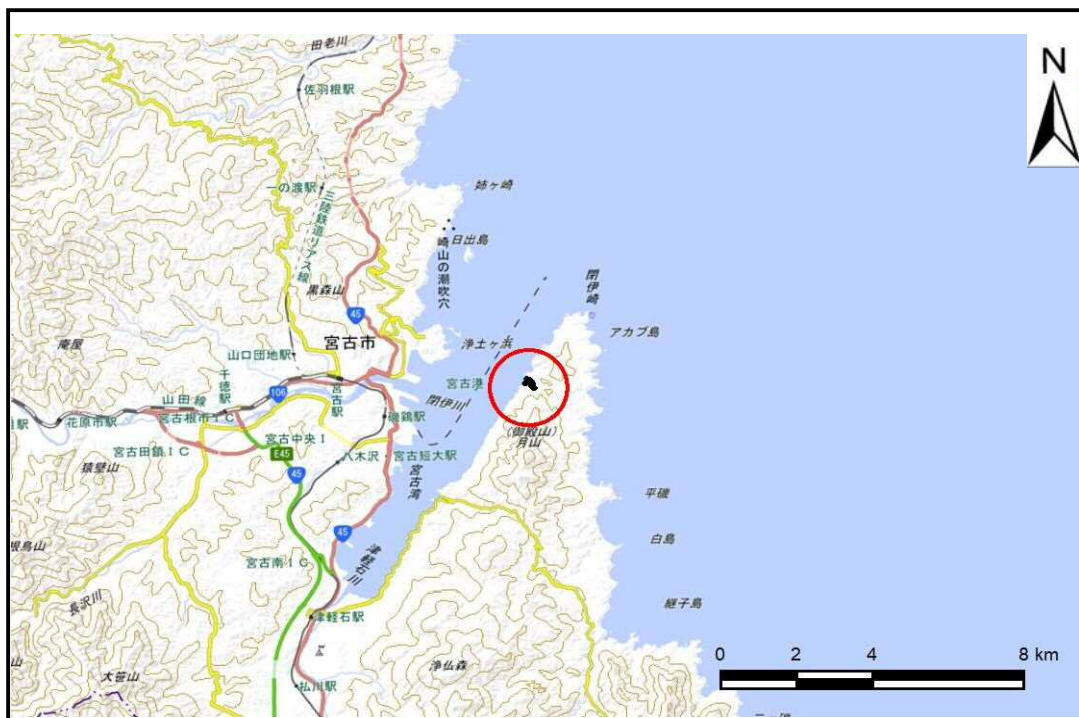 田老川
佐羽根駅
N
一の渡駅
姉ヶ崎
三陸鉄道リアス線
日出島
崎山の潮吹穴
黒森山
閉伊崎
45
アカブ島
宮古市
浄土ヶ浜
庵屋
山口団地駅
宮古港
千徳駅
山田線
106
宮古駅
閉伊川
磯鶏駅
花原市駅
宮古根市IC
(御殿山)
月山
宮古中央I
宮古田鎖IC
E45
八木沢・宮古短大駅
猿壁山
45
宮古湾
平磯
45
白島
宮古南IC
津軽石川
長沢川
継子島
津軽石駅
0 2 4 8 km
浄仏森
大笹山
払川駅